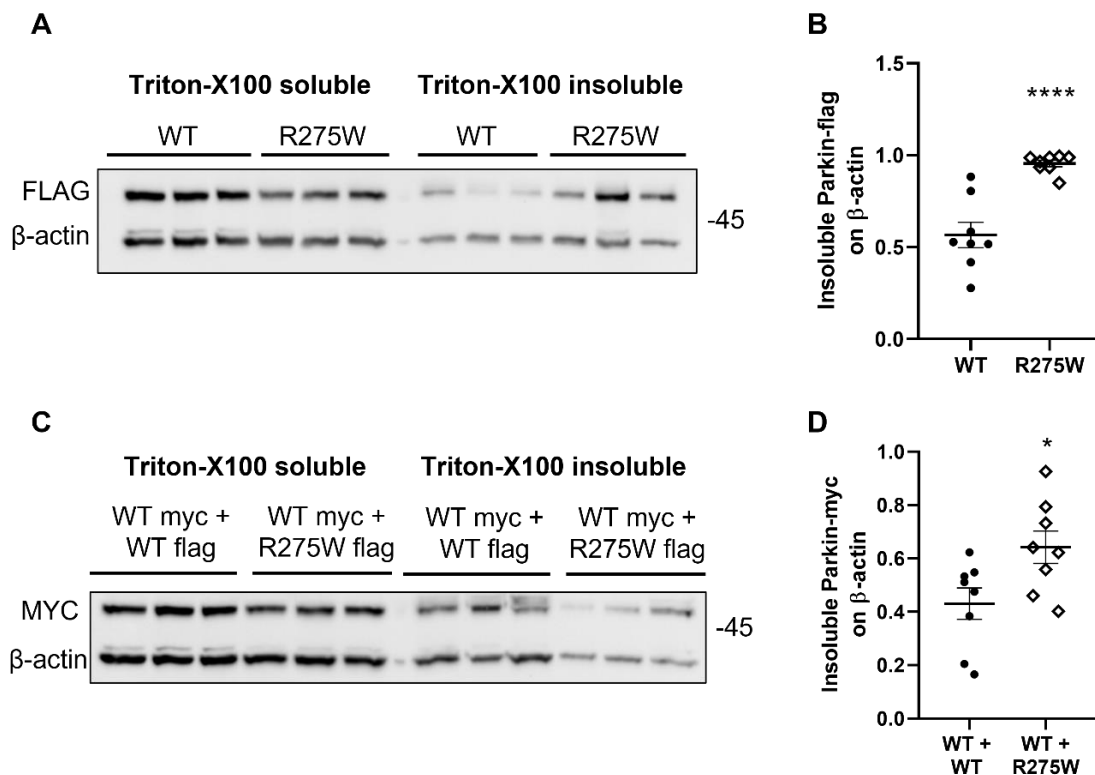 A
Triton-X100 soluble Triton-X100 insoluble
WT R275W WT R275W
FLAG
β-actin
-45
B
Insoluble Parkin-flag
on β-actin
1.5
1.0
0.5
0.0
****
WT R275W
C
Triton-X100 soluble Triton-X100 insoluble
WT myc + WT myc + WT myc + WT myc +
WT flag R275W flag WT flag R275W flag
MYC
β-actin
-45
D
Insoluble Parkin-myc
on β-actin
1.0
0.8
0.6
0.4
0.2
0.0
*
WT + WT +
WT R275W